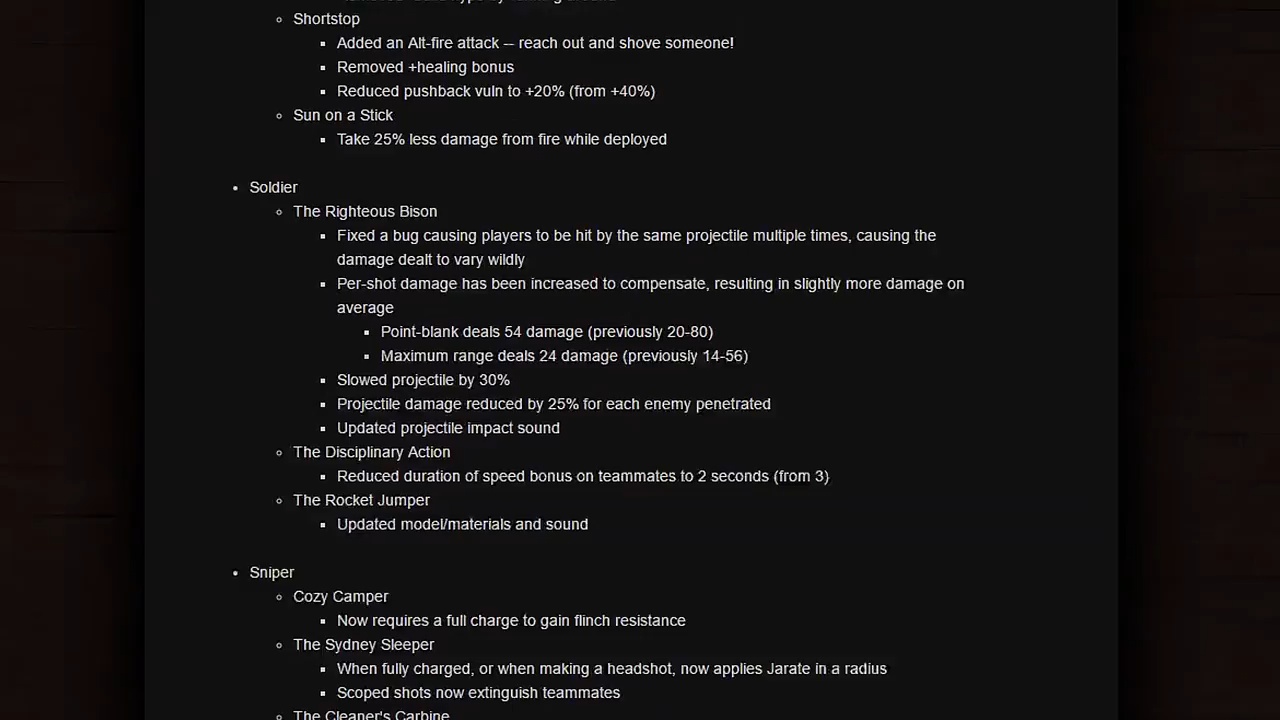 Shortstop
Added an Alt-fire attack -- reach out and shove someone!
Removed +healing bonus
Reduced pushback vuln to +20% (from +40%)
Sun on a Stick
Take 25% less damage from fire while deployed
Soldier
The Righteous Bison
Fixed a bug causing players to be hit by the same projectile multiple times, causing the
damage dealt to vary wildly
Per-shot damage has been increased to compensate, resulting in slightly more damage on
average
Point-blank deals 54 damage (previously 20-80)
Maximum range deals 24 damage (previously 14-56)
Slowed projectile by 30%
Projectile damage reduced by 25% for each enemy penetrated
Updated projectile impact sound
The Disciplinary Action
Reduced duration of speed bonus on teammates to 2 seconds (from 3)
The Rocket Jumper
Updated model/materials and sound
Sniper
Cozy Camper
Now requires a full charge to gain flinch resistance
The Sydney Sleeper
When fully charged, or when making a headshot, now applies Jarate in a radius
Scoped shots now extinguish teammates
The Cleaner's Carbine